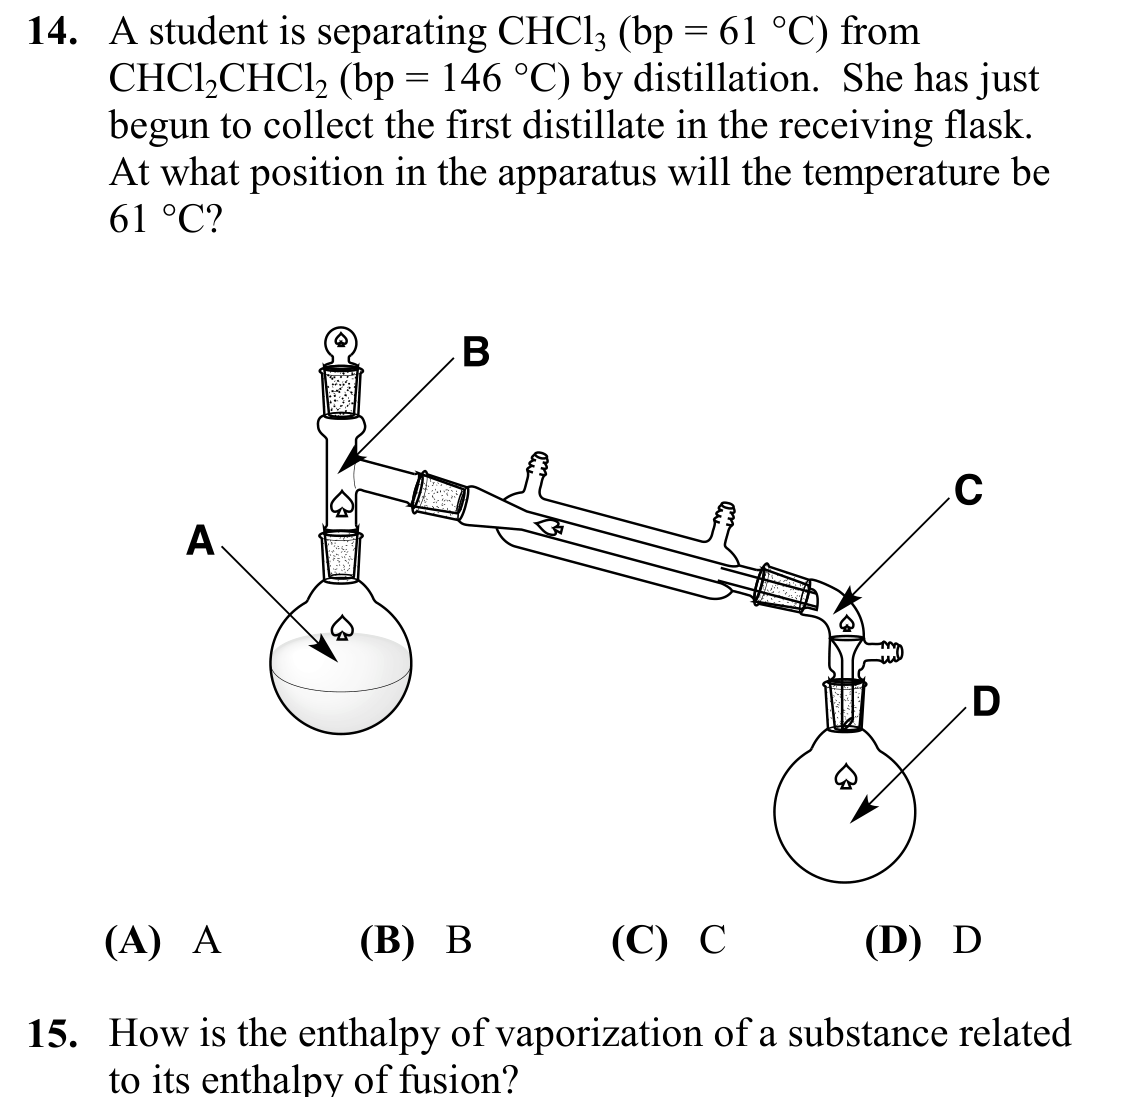 14. A student is separating CHCl₃ (bp = 61 °C) from
CHCl₂CHCl₂ (bp = 146 °C) by distillation. She has just
begun to collect the first distillate in the receiving flask.
At what position in the apparatus will the temperature be
61 °C?
B
C
A
D
(A) A (B) B (C) C (D) D
15. How is the enthalpy of vaporization of a substance related
to its enthalpy of fusion?